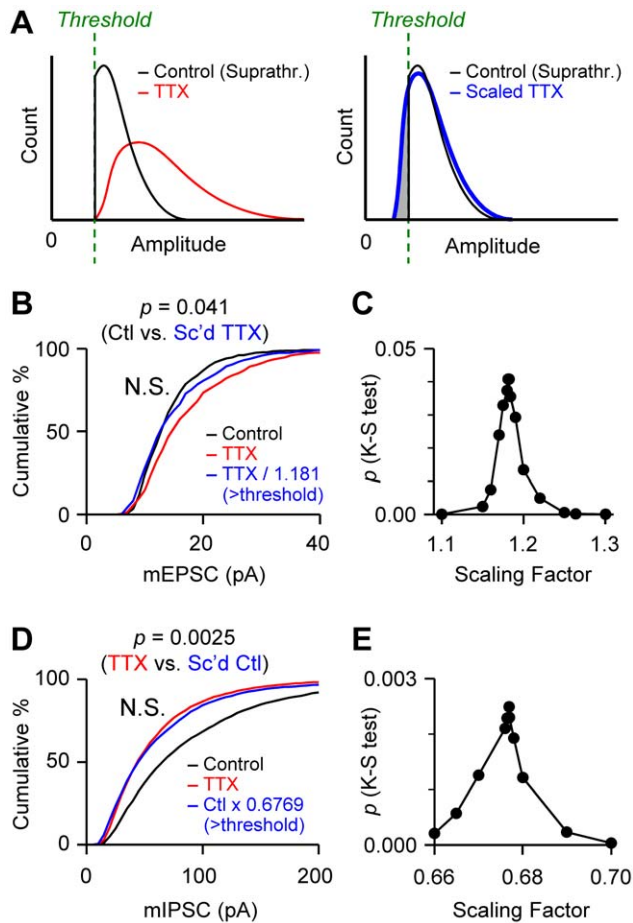 A
Threshold
Control (Suprathr.)
TTX
Count
0
Amplitude
Threshold
Control (Suprathr.)
Scaled TTX
Count
0
Amplitude
B
p = 0.041
(Ctl vs. Sc'd TTX)
N.S.
100
50
0
Cumulative %
Control
TTX
TTX / 1.181
(>threshold)
0
20
40
mEPSC (pA)
C
0.05
0.00
p (K-S test)
1.1
1.2
1.3
Scaling Factor
D
p = 0.0025
(TTX vs. Sc'd Ctl)
N.S.
100
50
0
Cumulative %
Control
TTX
Ctl x 0.6769
(>threshold)
0
100
200
mIPSC (pA)
E
0.003
0.000
p (K-S test)
0.66
0.68
0.70
Scaling Factor